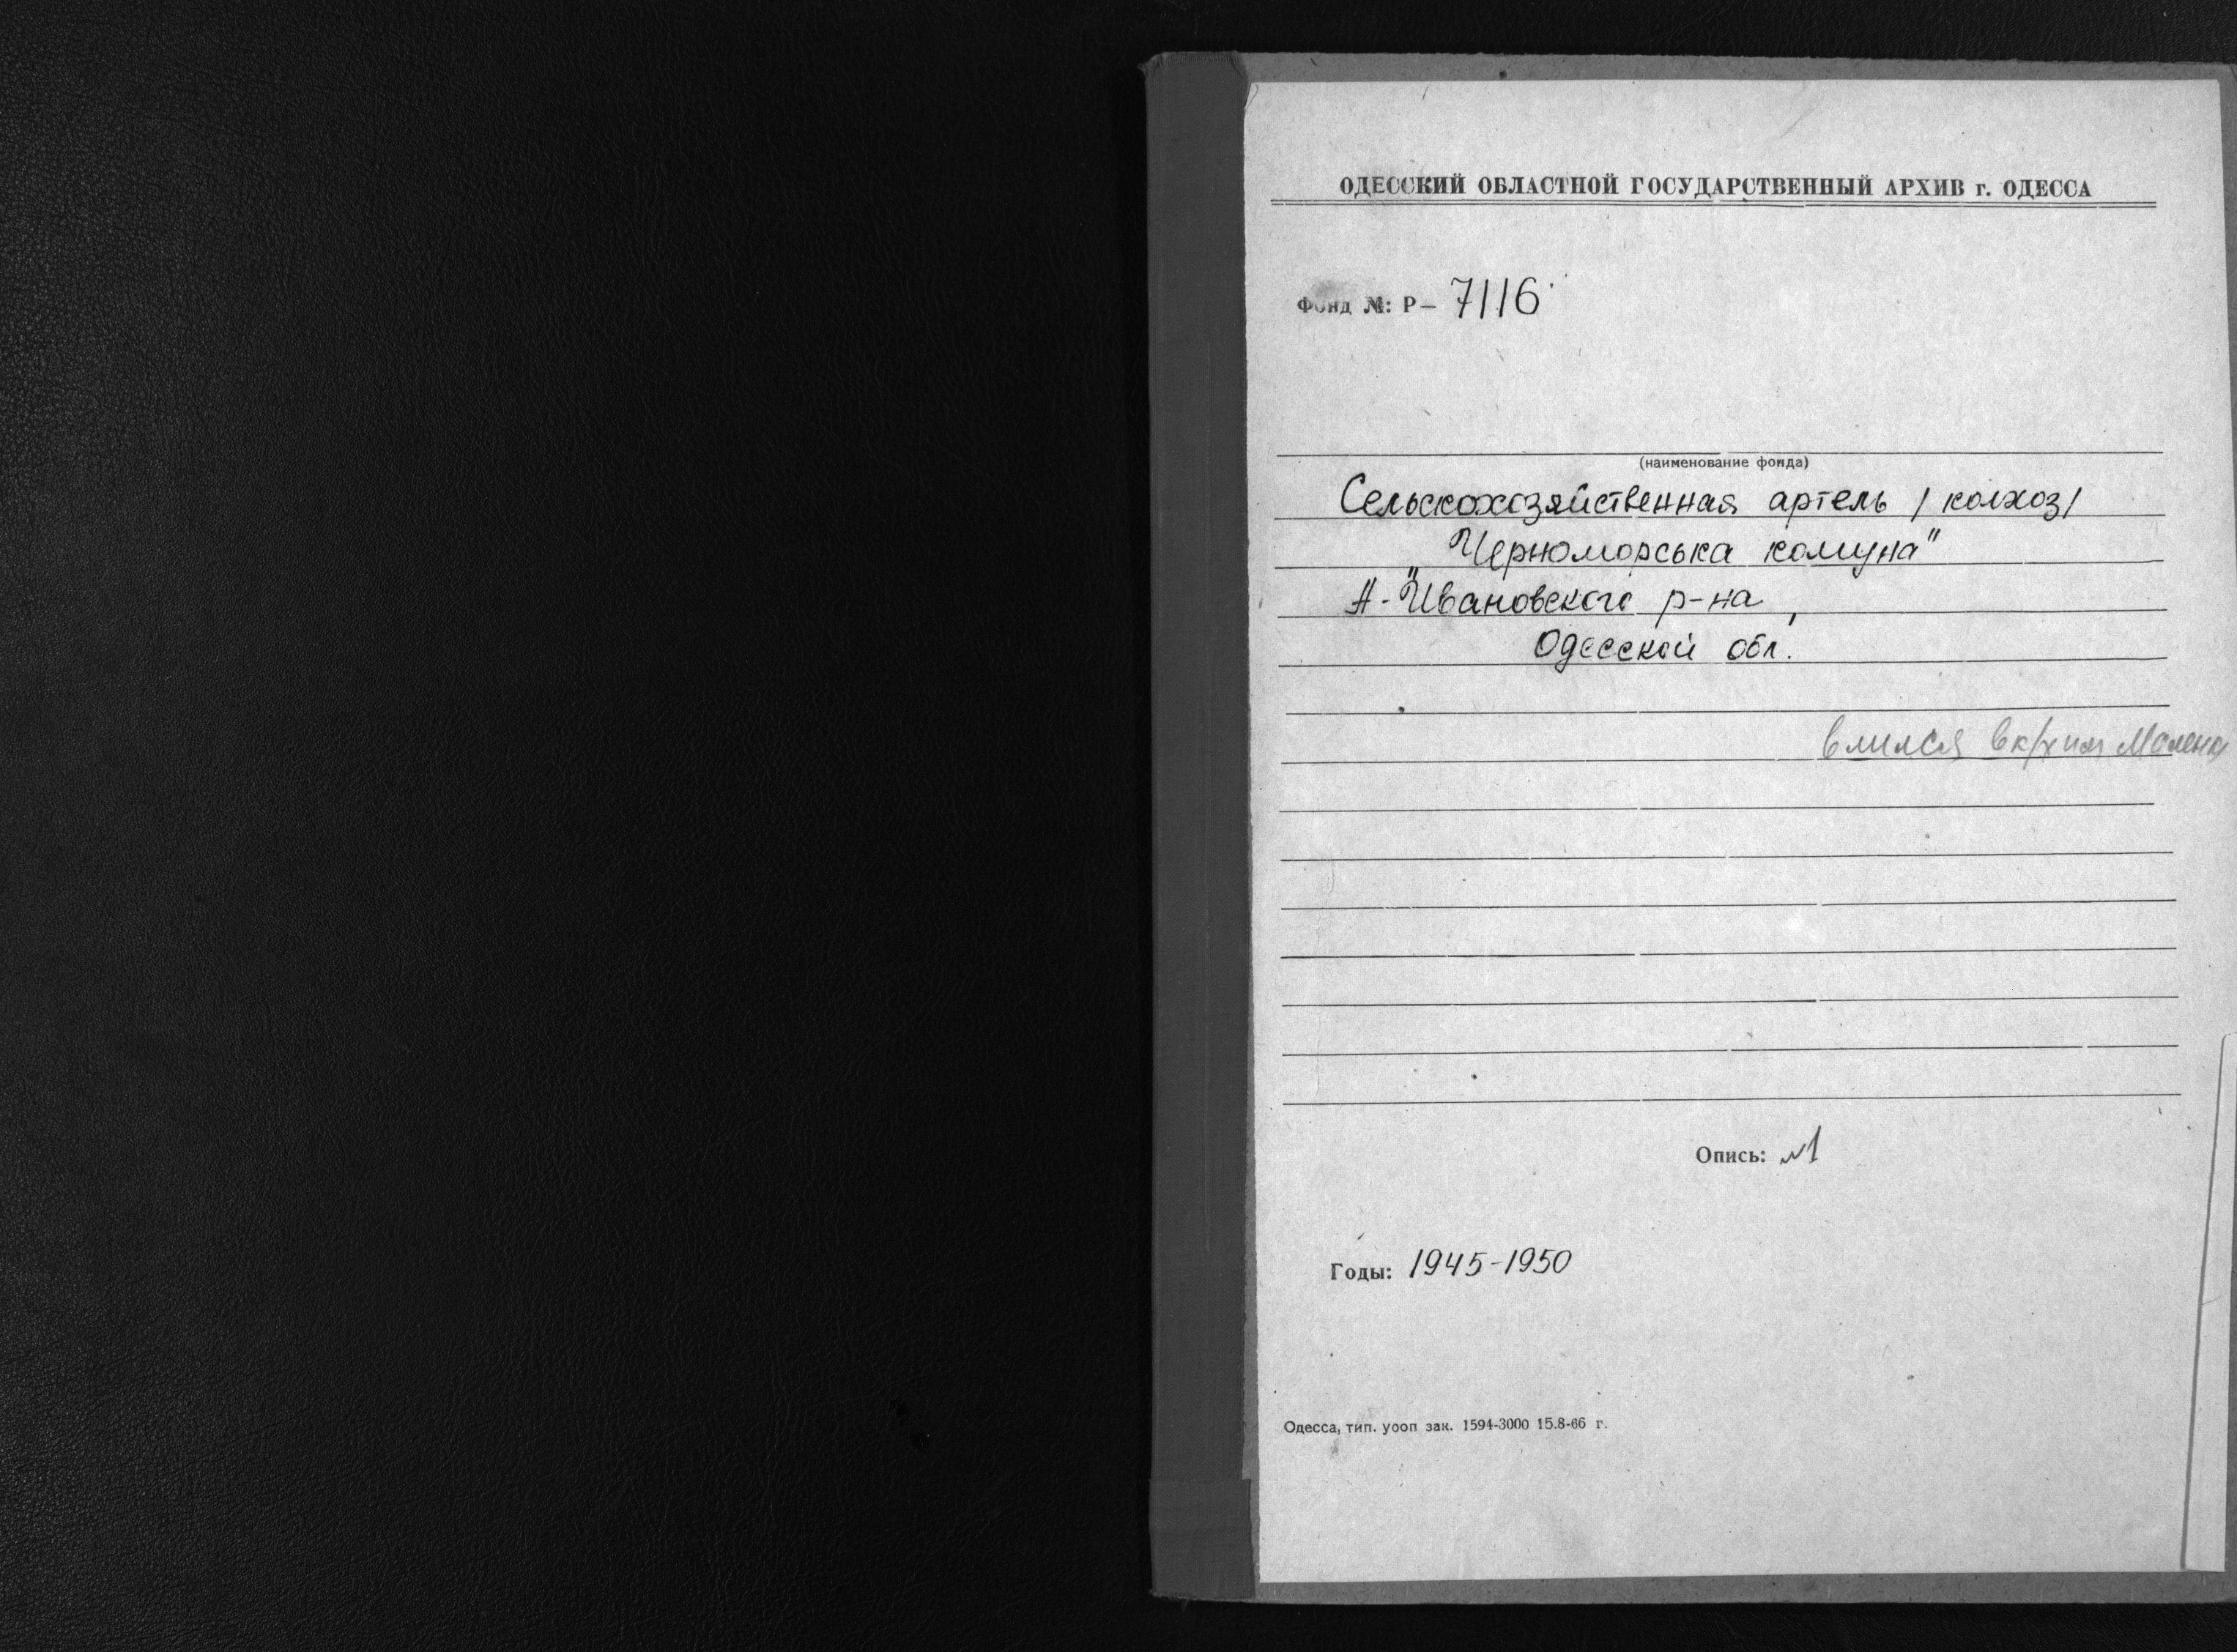 ОДЕССКИЙ ОБЛАСТНОЙ ГОСУДАРСТВЕННЫЙ АРХИВ г. ОДЕССА
Фонд №: Р— 7116
(наименование фонда)
Сельскохозяйственная артель /колхоз/
„Черноморська комуна"
А-Ивановского р-на,
Одесской обл.
влился в к/х им
Опись: №1
Годы: 1945-1950
Одесса, тип. уооп зак. 1594-3000 15.8-66 г.